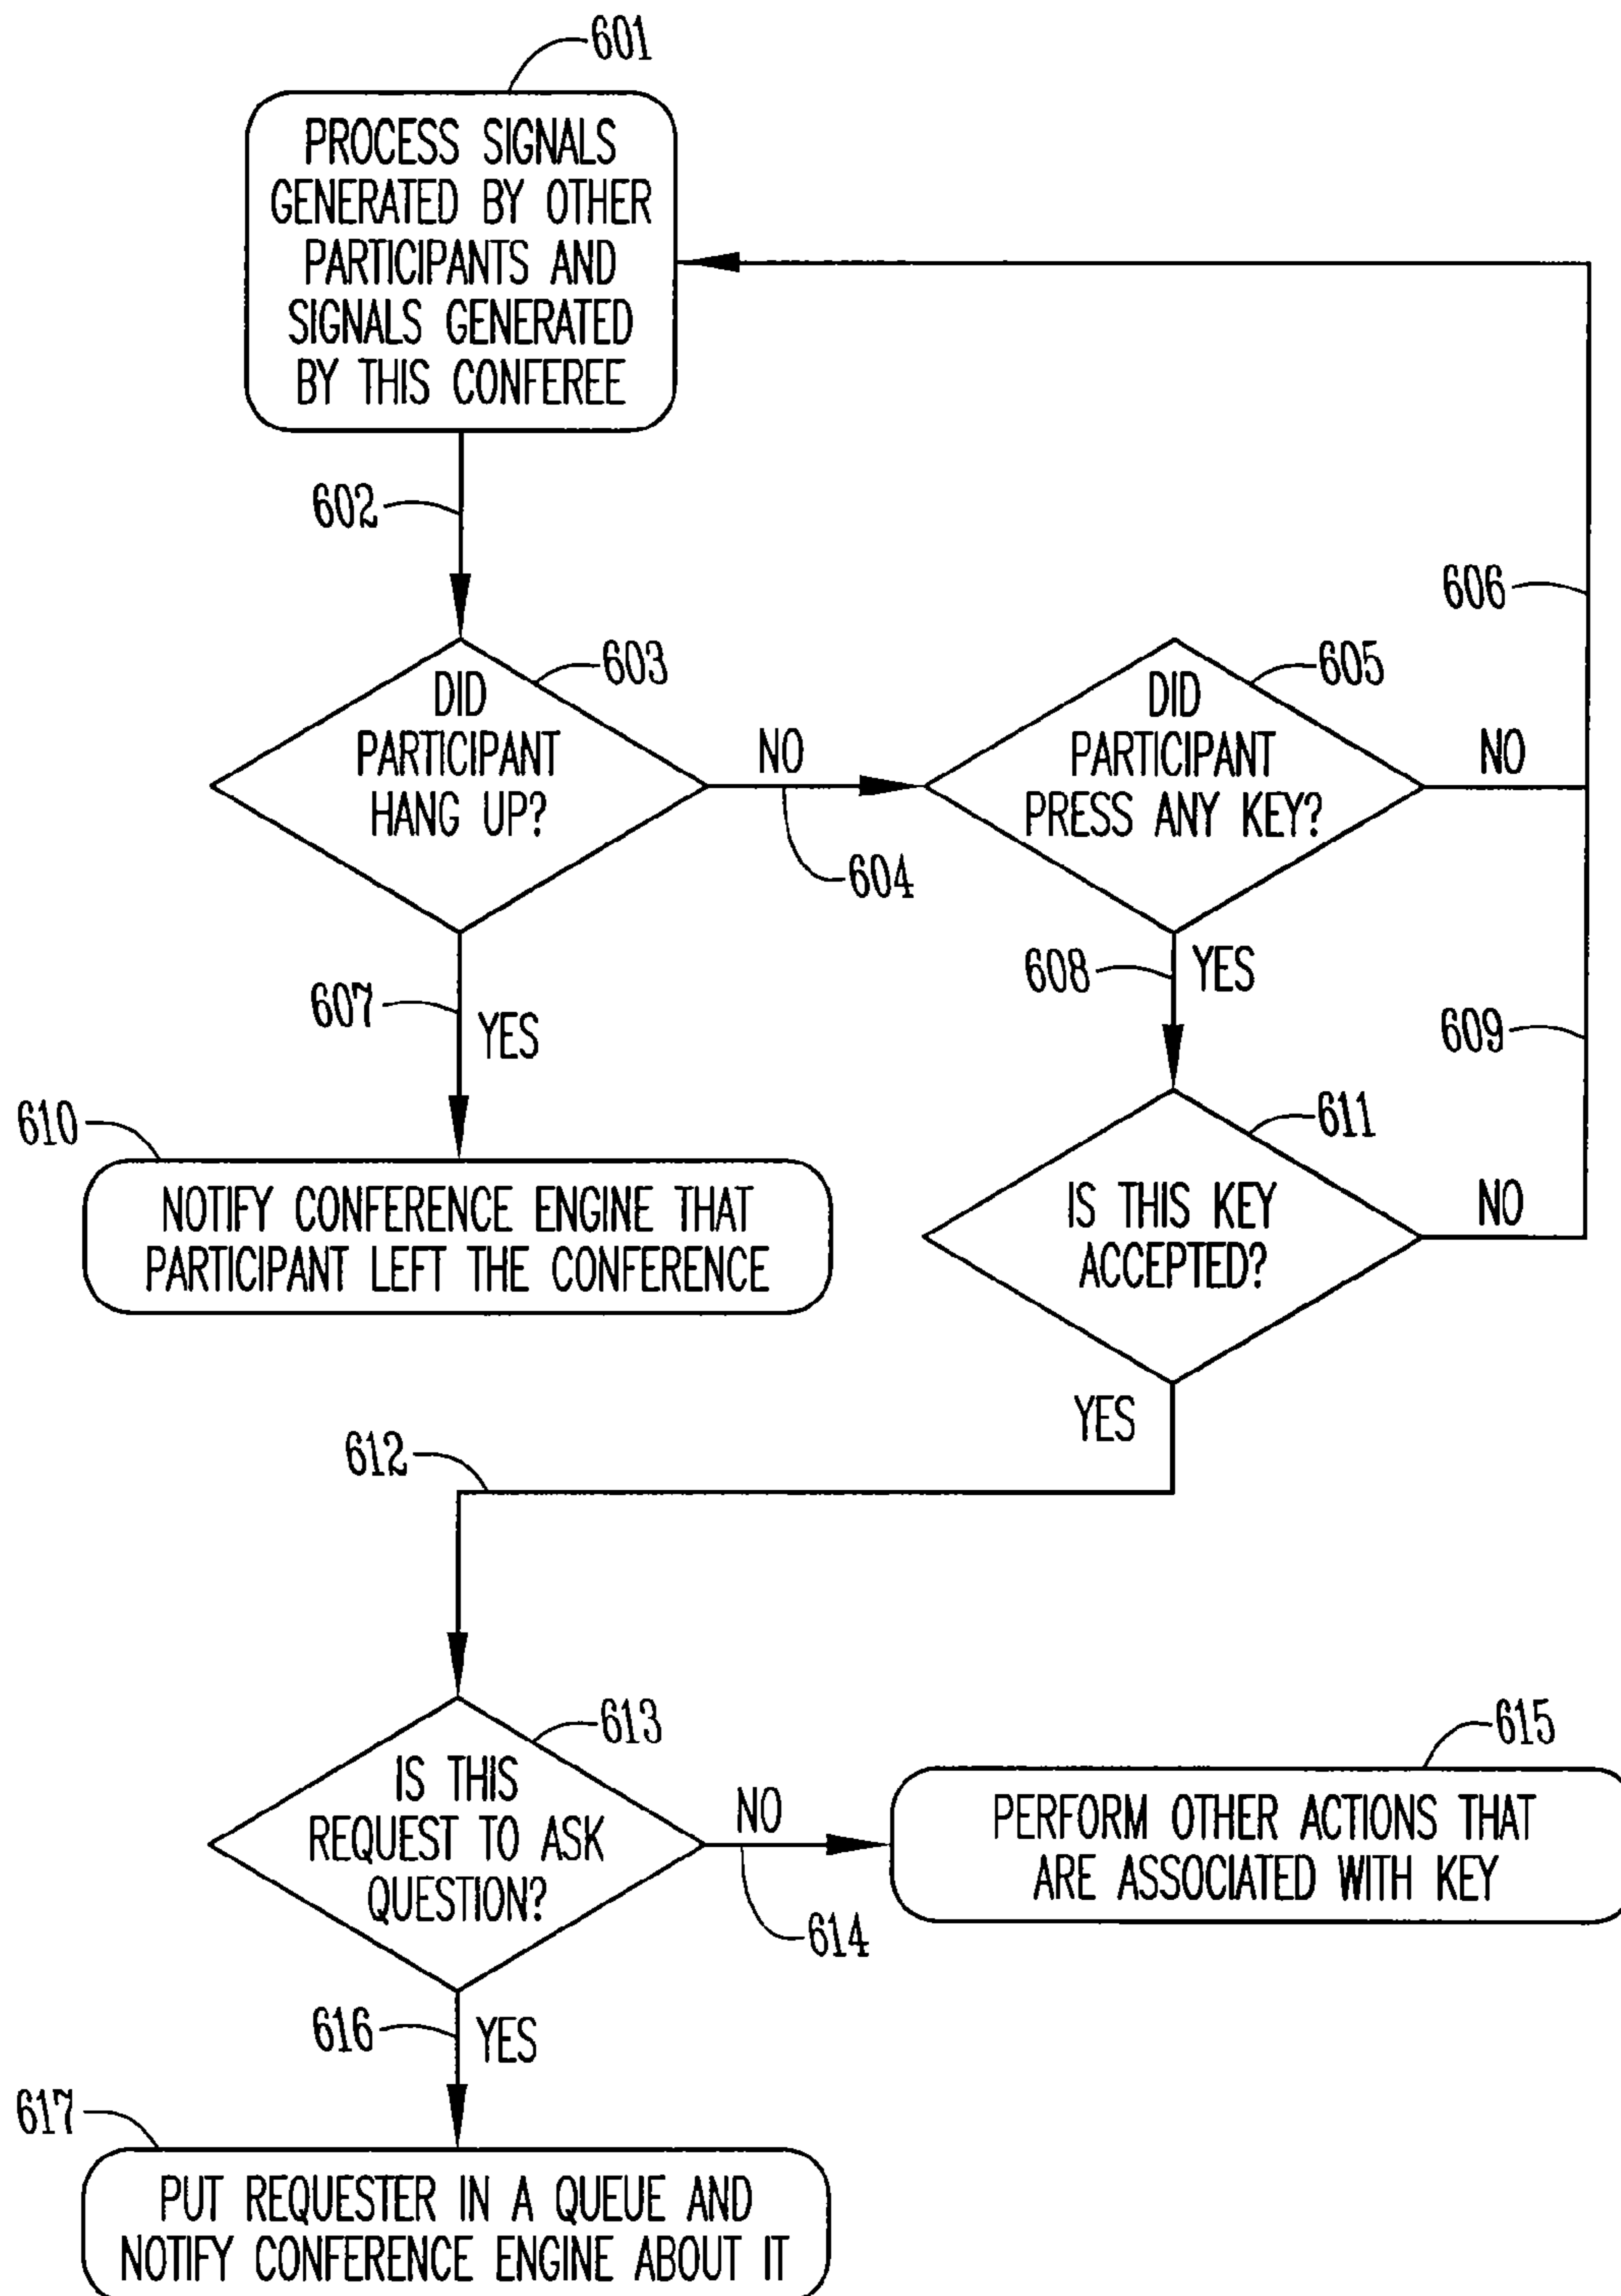 601
PROCESS SIGNALS
GENERATED BY OTHER
PARTICIPANTS AND
SIGNALS GENERATED
BY THIS CONFEREE
602
606
603
DID
PARTICIPANT
HANG UP?
NO
604
605
DID
PARTICIPANT
PRESS ANY KEY?
NO
607
YES
608
YES
609
610
NOTIFY CONFERENCE ENGINE THAT
PARTICIPANT LEFT THE CONFERENCE
611
IS THIS KEY
ACCEPTED?
NO
YES
612
613
IS THIS
REQUEST TO ASK
QUESTION?
NO
614
615
PERFORM OTHER ACTIONS THAT
ARE ASSOCIATED WITH KEY
616
YES
617
PUT REQUESTER IN A QUEUE AND
NOTIFY CONFERENCE ENGINE ABOUT IT